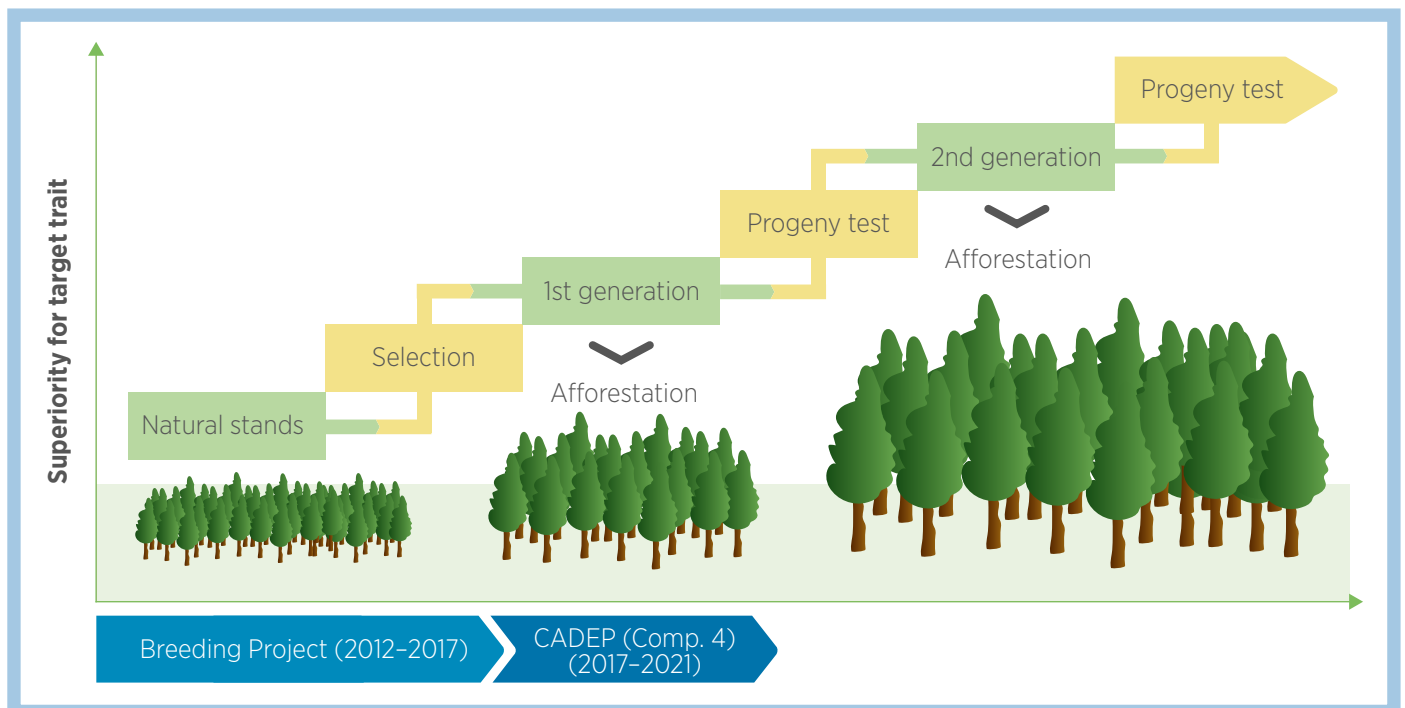 Superiority for target trait
Natural stands
Selection
1st generation
Afforestation
Progeny test
2nd generation
Afforestation
Progeny test
Breeding Project (2012–2017)
CADEP (Comp. 4)
(2017–2021)